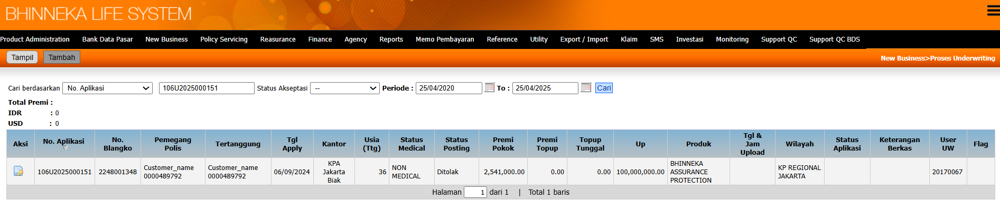 BHINNEKA LIFE SYSTEM
Product Administration Bank Data Pasar New Business Policy Servicing Reasurance Finance Agency Reports Memo Pembayaran Reference Utility Export / Import Klaim SMS Investasi Monitoring Support QC Support QC BDS
Tampil Tambah New Business>Proses Underwriting
Cari berdasarkan No. Aplikasi 106U2025000151 Status Akseptasi -- Periode : 25/04/2020 To : 25/04/2025 Cari
Total Premi :
IDR : 0
USD : 0
Aksi No. Aplikasi No. Blangko Pemegang Polis Tertanggung Tgl Apply Kantor Usia (Ttg) Status Medical Status Posting Premi Pokok Premi Topup Topup Tunggal Up Produk Tgl & Jam Upload Wilayah Status Aplikasi Keterangan Berkas User UW Flag
106U2025000151 2248001348 Customer_name 0000489792 Customer_name 0000489792 06/09/2024 KPA Jakarta Biak 36 NON MEDICAL Ditolak 2,541,000.00 0.00 0.00 100,000,000.00 BHINNEKA ASSURANCE PROTECTION KP REGIONAL JAKARTA 20170067
Halaman 1 dari 1 | Total 1 baris